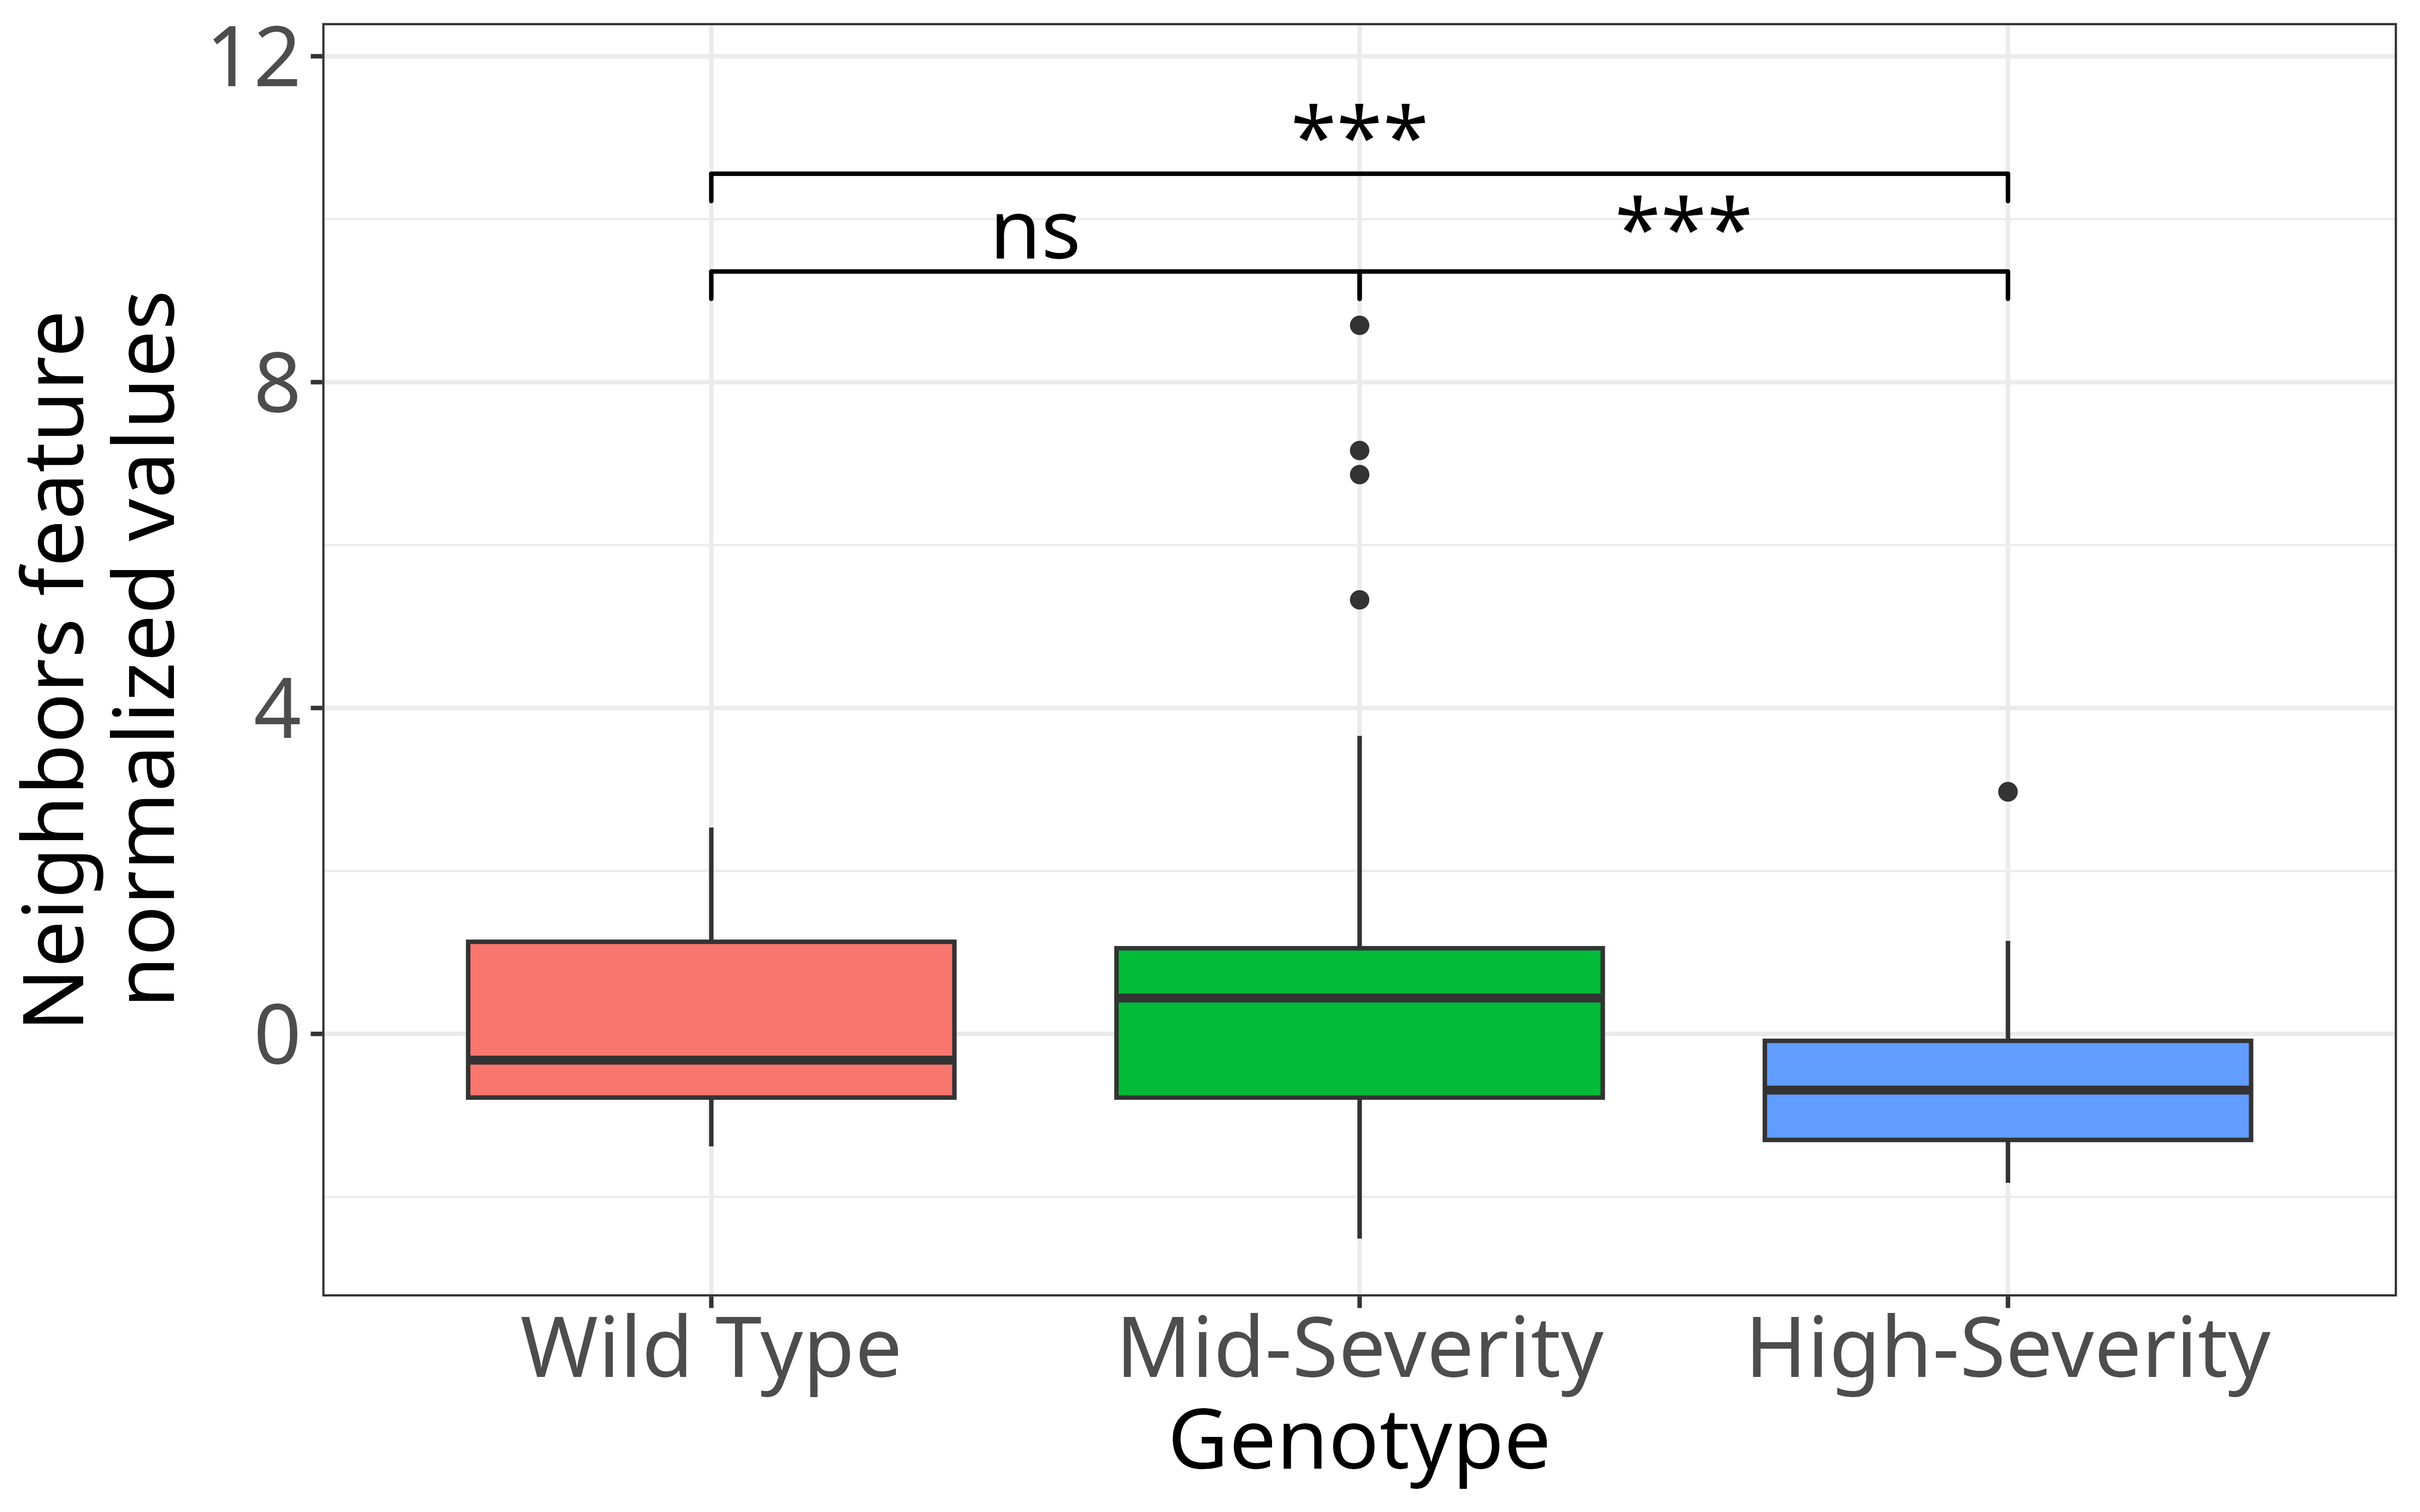 Neighbors feature
normalized values
12
8
4
0
***
ns
***
Wild Type
Mid-Severity
High-Severity
Genotype